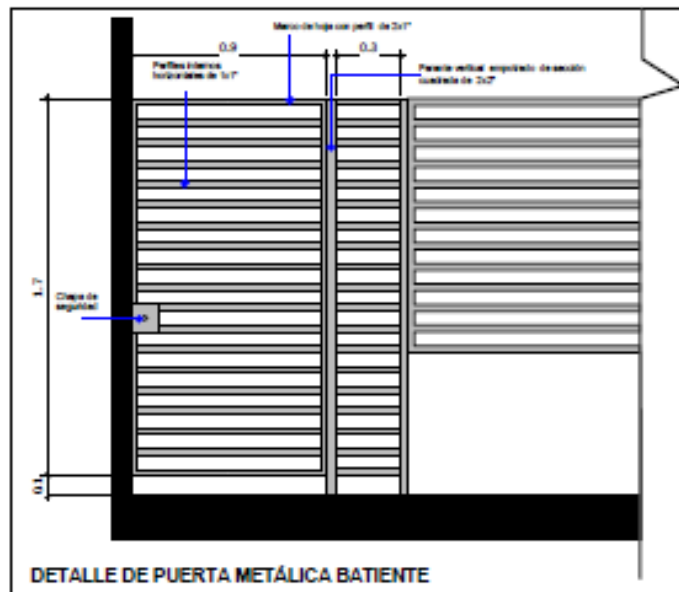 Marco de hoja con perfil de 2x1"
0.9
0.3
Perfiles internos
horizontales de 1x1"
Parante vertical empotrado de sección
cuadrada de 2x2"
1.7
Chapa de
seguridad
0.1
DETALLE DE PUERTA METÁLICA BATIENTE